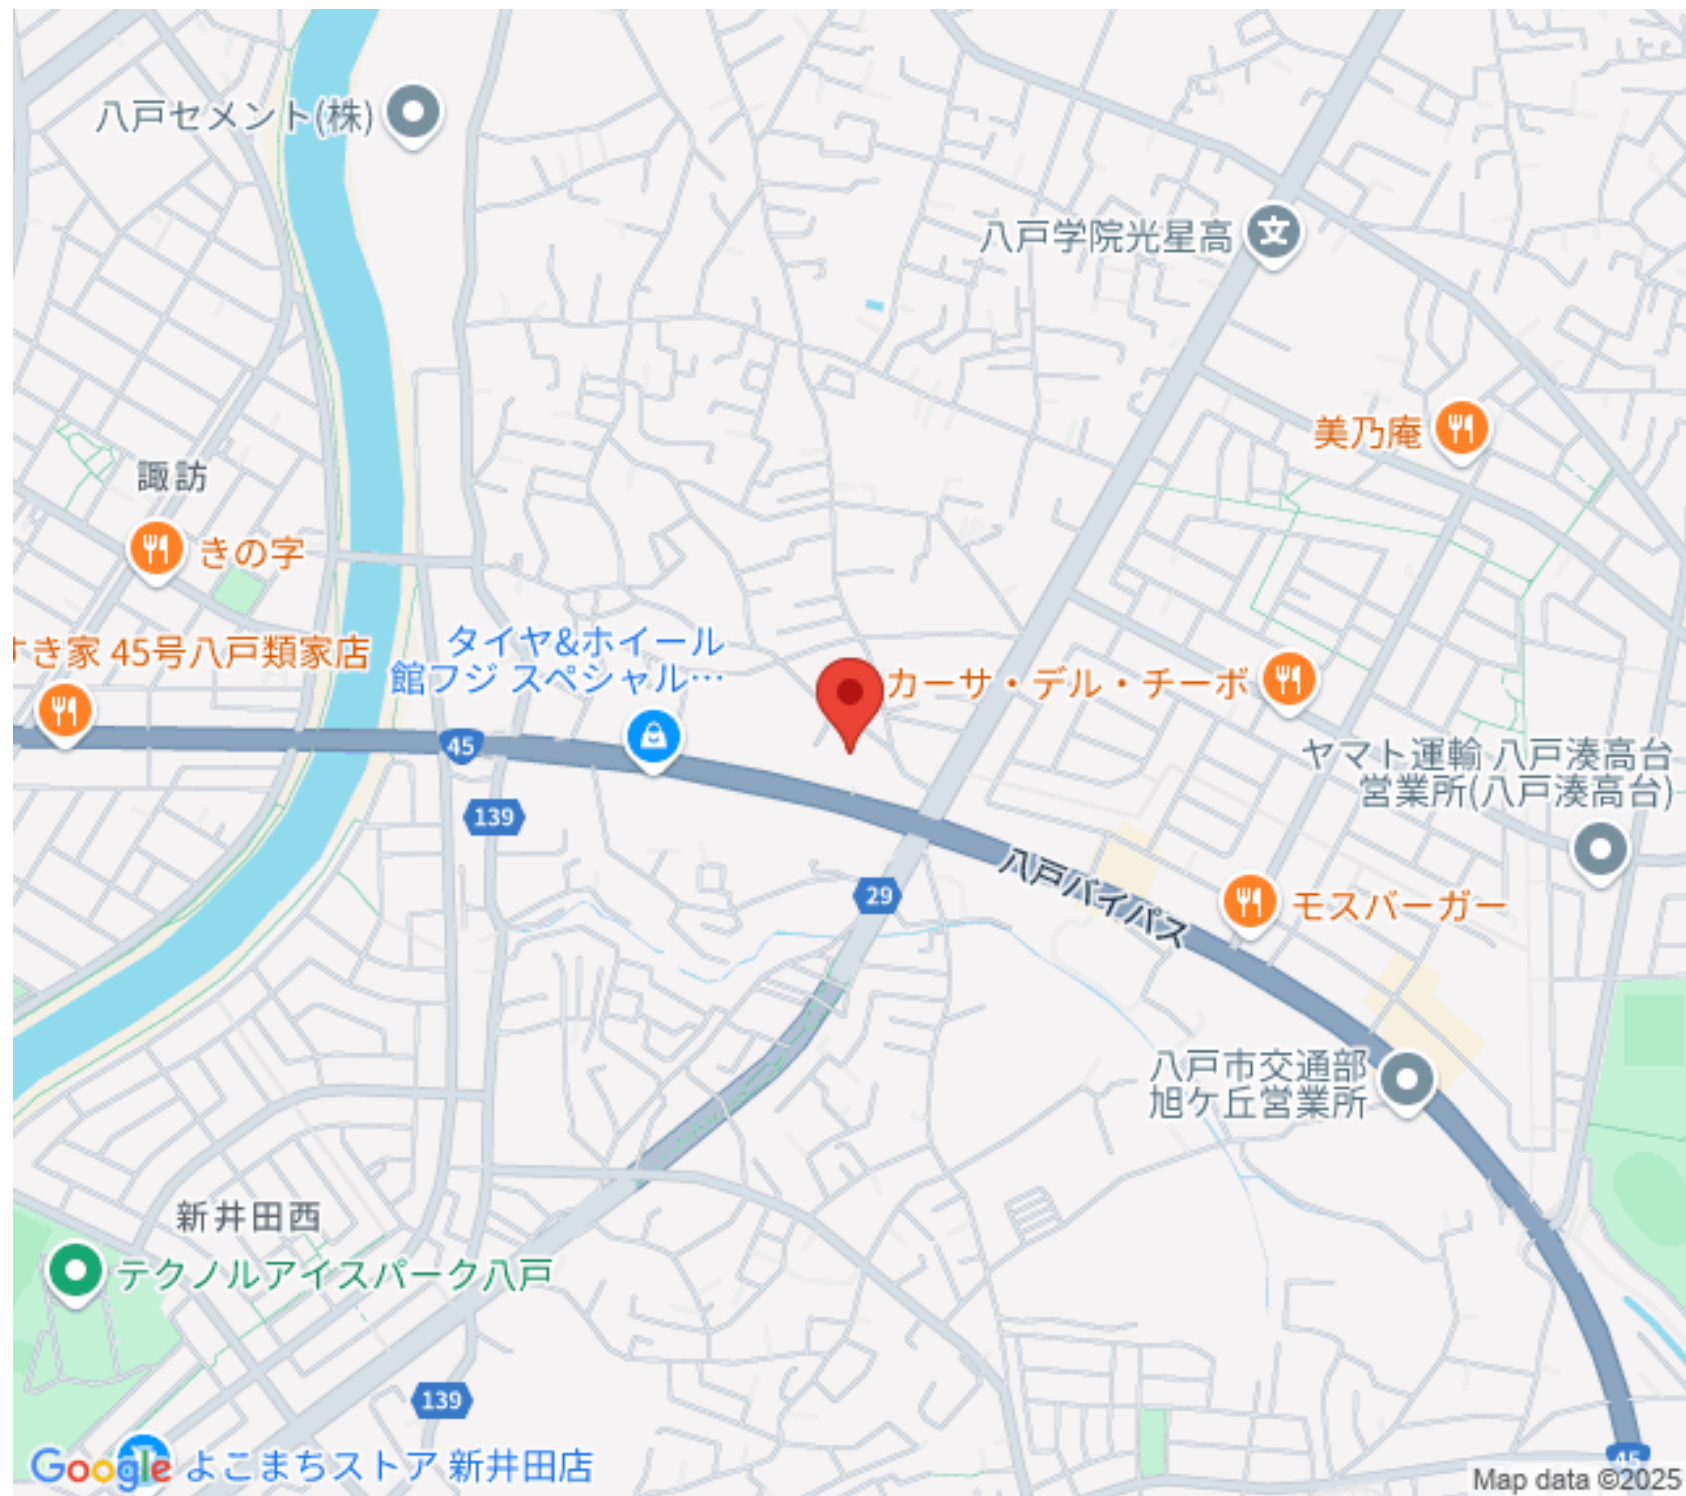 八戸セメント(株)
文
八戸学院光星高
美乃庵
諏訪
きの字
すき家 45号八戸類家店
タイヤ&ホイール
館フジ スペシャル…
カーサ・デル・チーボ
45
ヤマト運輸 八戸湊高台
営業所(八戸湊高台)
139
29
八戸バイパス
モスバーガー
八戸市交通部
旭ケ丘営業所
新井田西
テクノルアイスパーク八戸
139
Google
よこまちストア 新井田店
45
Map data ©2025